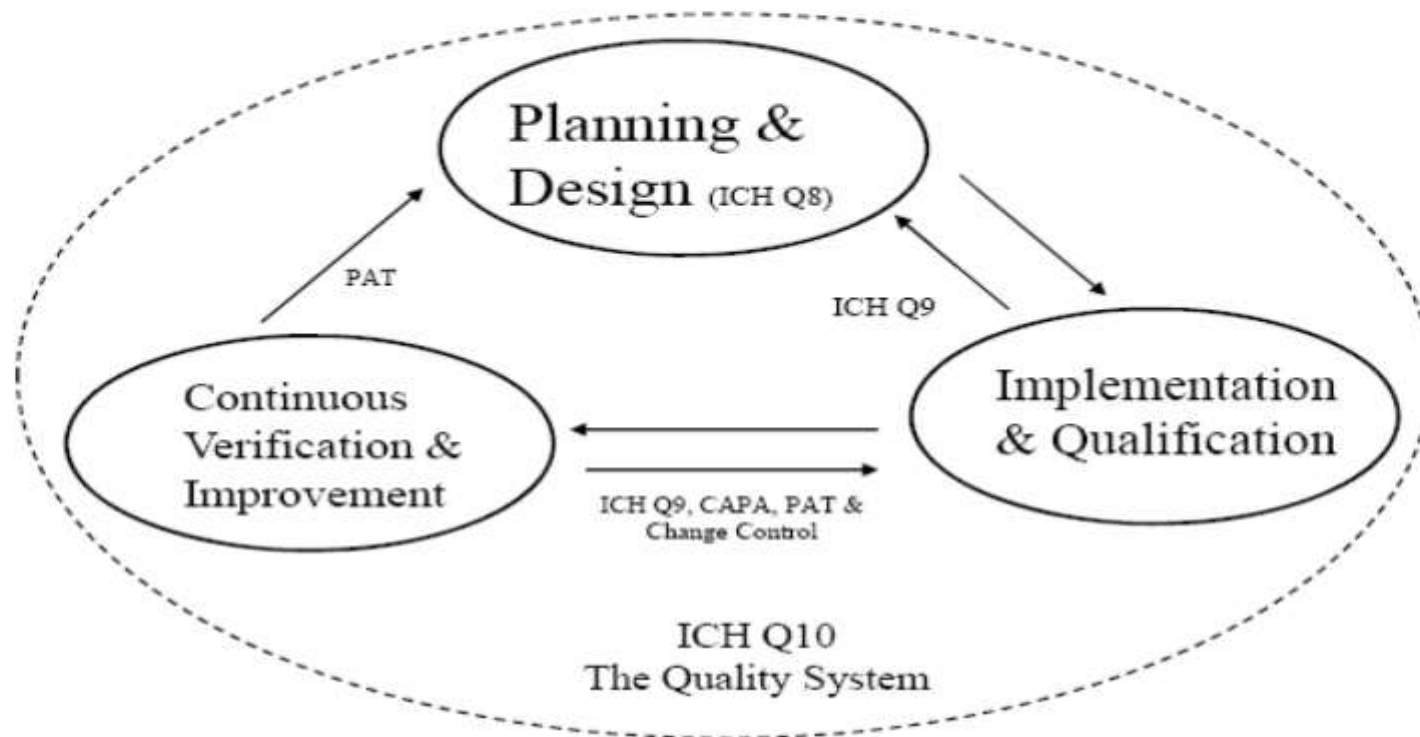 Planning &
Design (ICH Q8)
PAT
ICH Q9
Continuous
Verification &
Improvement
Implementation
& Qualification
ICH Q9, CAPA, PAT &
Change Control
ICH Q10
The Quality System